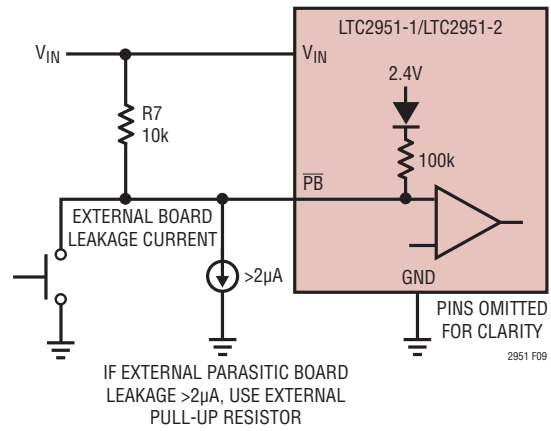 LTC2951-1/LTC2951-2
VIN
VIN
2.4V
R7
10k
100k
PB
EXTERNAL BOARD
LEAKAGE CURRENT
>2µA
GND
PINS OMITTED
FOR CLARITY
2951 F09
IF EXTERNAL PARASITIC BOARD
LEAKAGE >2µA, USE EXTERNAL
PULL-UP RESISTOR